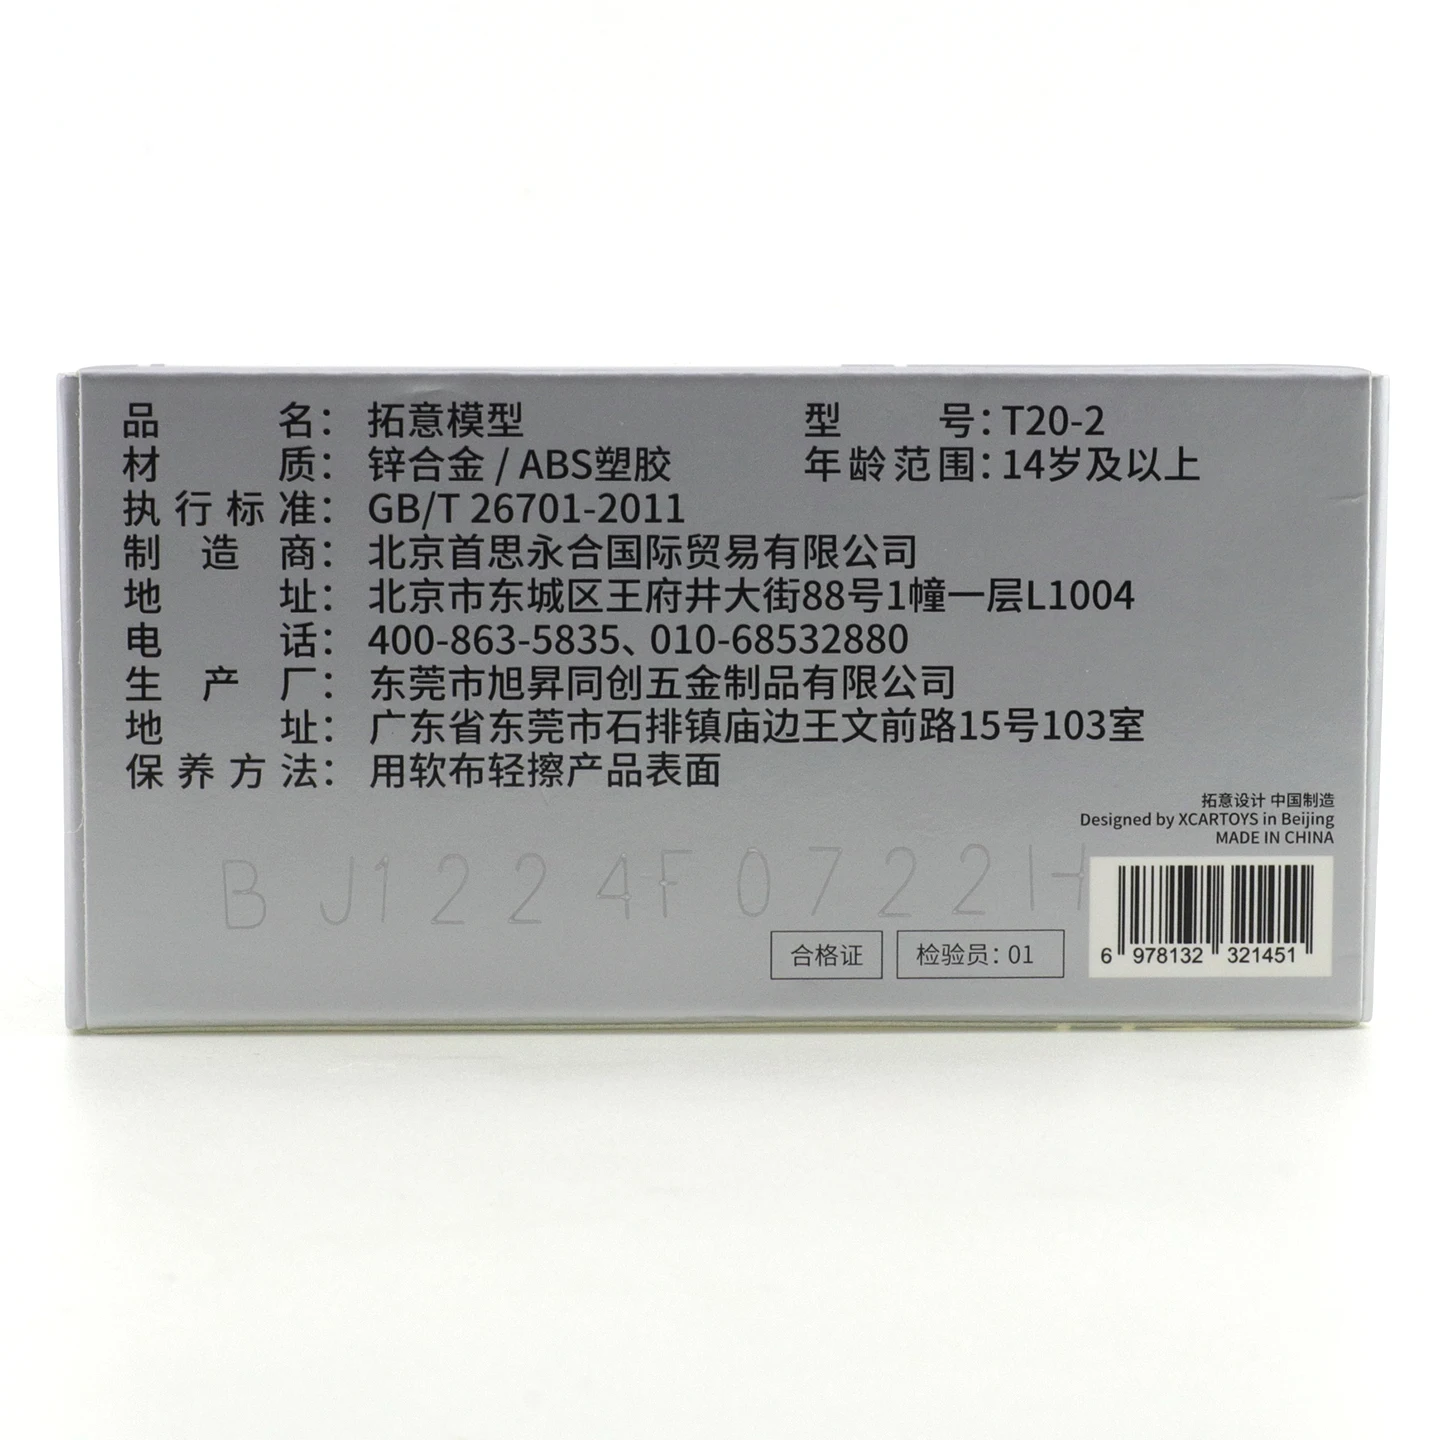 品名：拓意模型 型号：T20-2
材质：锌合金 / ABS塑胶 年龄范围：14岁及以上
执行标准：GB/T 26701-2011
制造商：北京首思永合国际贸易有限公司
地址：北京市东城区王府井大街88号1幢一层L1004
电话：400-863-5835、010-68532880
生产厂：东莞市旭昇同创五金制品有限公司
地址：广东省东莞市石排镇庙边王文前路15号103室
保养方法：用软布轻擦产品表面
拓意设计 中国制造
Designed by XCARTOYS in Beijing
MADE IN CHINA
BJ1224F0722H
合格证 检验员：01
6 978132 321451